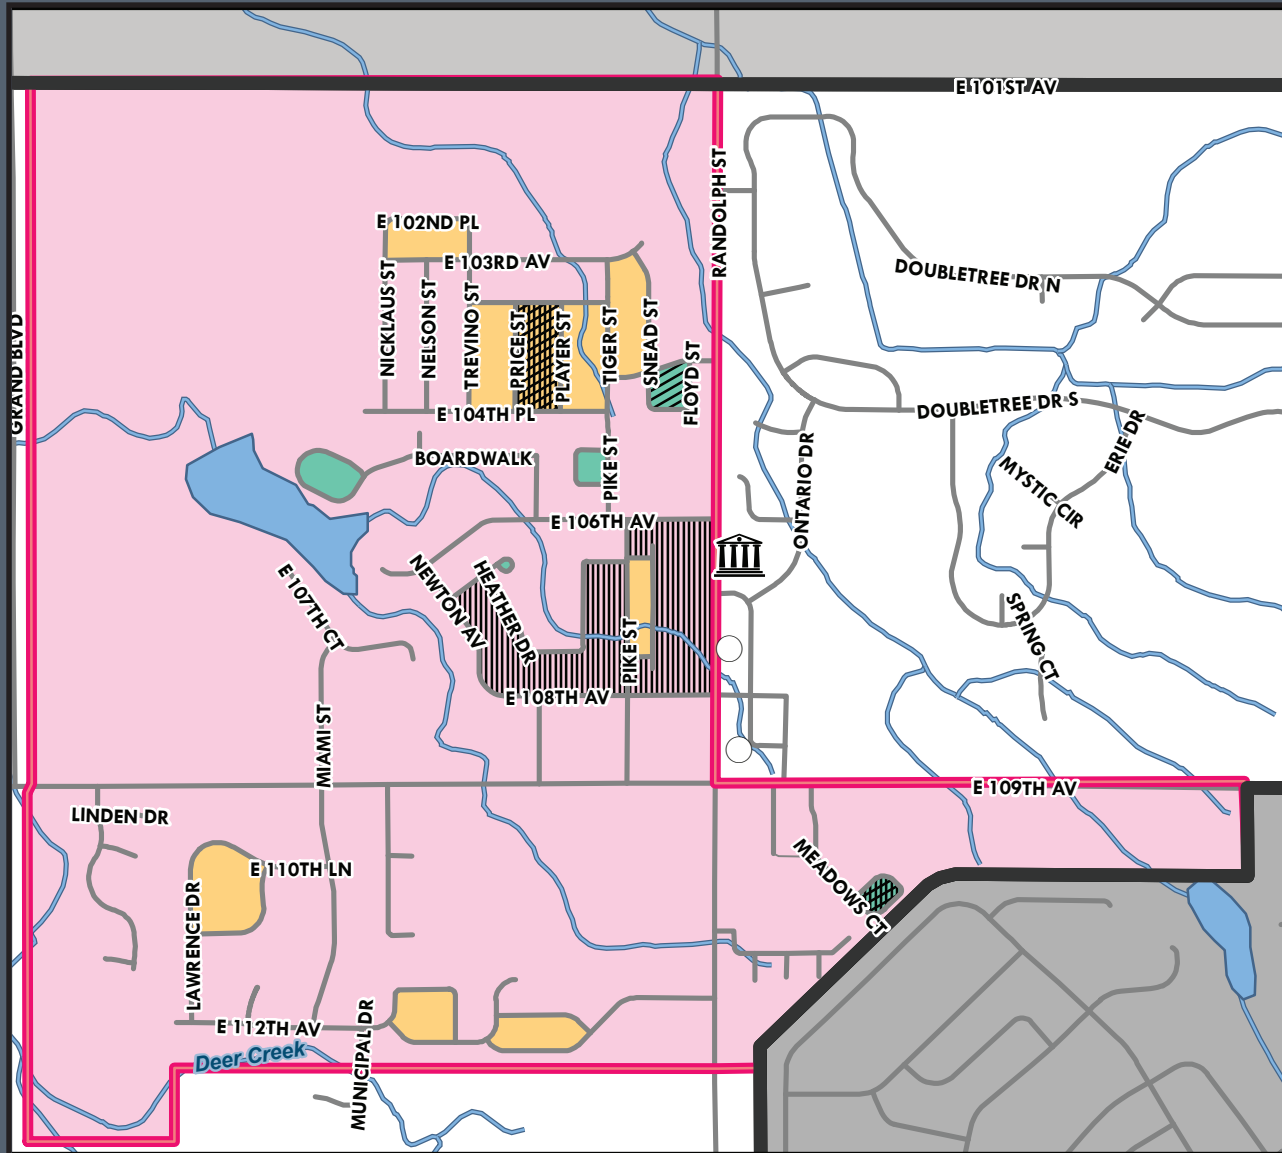 E 101ST AV
RANDOLPH ST
E 102ND PL
E 103RD AV
DOUBLETREE DR N
NICKLAUS ST
NELSON ST
TREVINO ST
PRICE ST
PLAYER ST
TIGER ST
SNEAD ST
FLOYD ST
GRAND BLVD
E 104TH PL
DOUBLETREE DR S
ERIE DR
BOARDWALK
PIKE ST
ONTARIO DR
MYSTIC CIR
E 106TH AV
NEWTON AV
HEATHER DR
E 107TH CT
PIKE ST
SPRING CT
E 108TH AV
MIAMI ST
E 109TH AV
LINDEN DR
E 110TH LN
MEADOWS CT
LAWRENCE DR
E 112TH AV
MUNICIPAL DR
Deer Creek